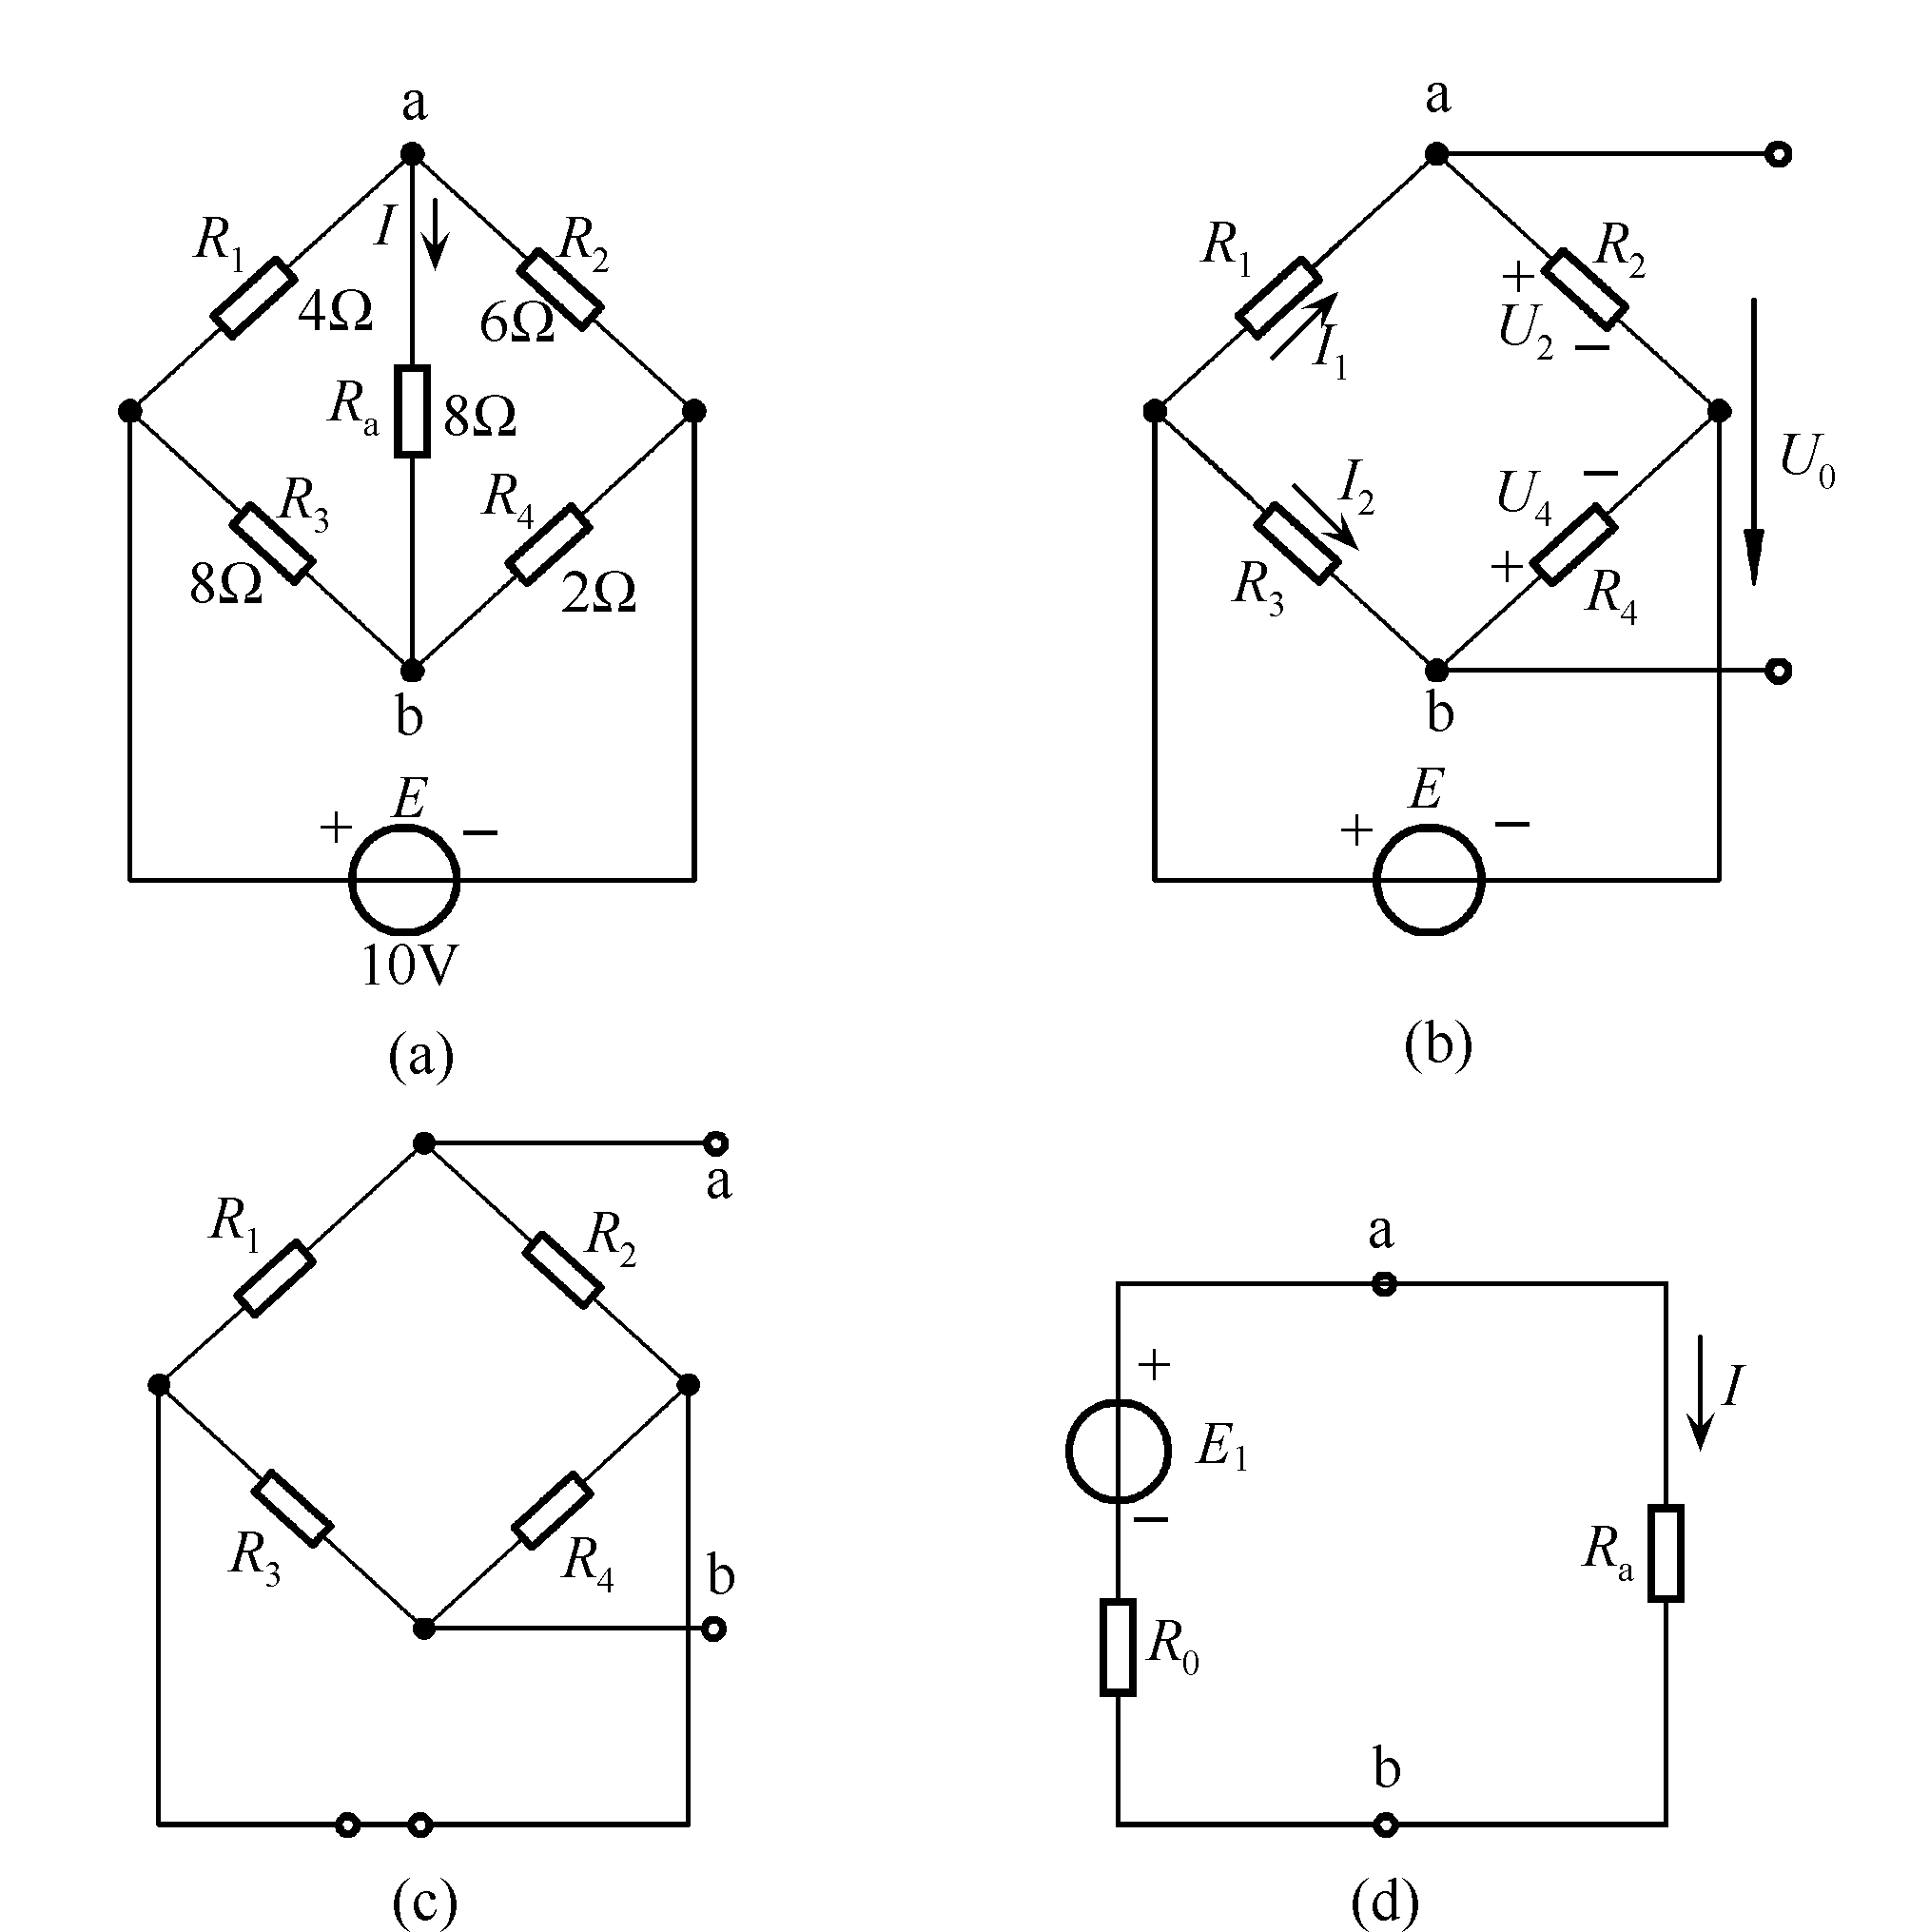 a
I
R1
R2
4Ω
6Ω
Ra
8Ω
R3
R4
8Ω
2Ω
b
E
+ −
10V
(a)
a
R1
R2
+
U2
−
I1
U0
I2
−
U4
+
R3
R4
b
E
+ −
(b)
a
R1
R2
R3
R4
b
(c)
a
+
E1
−
I
Ra
R0
b
(d)